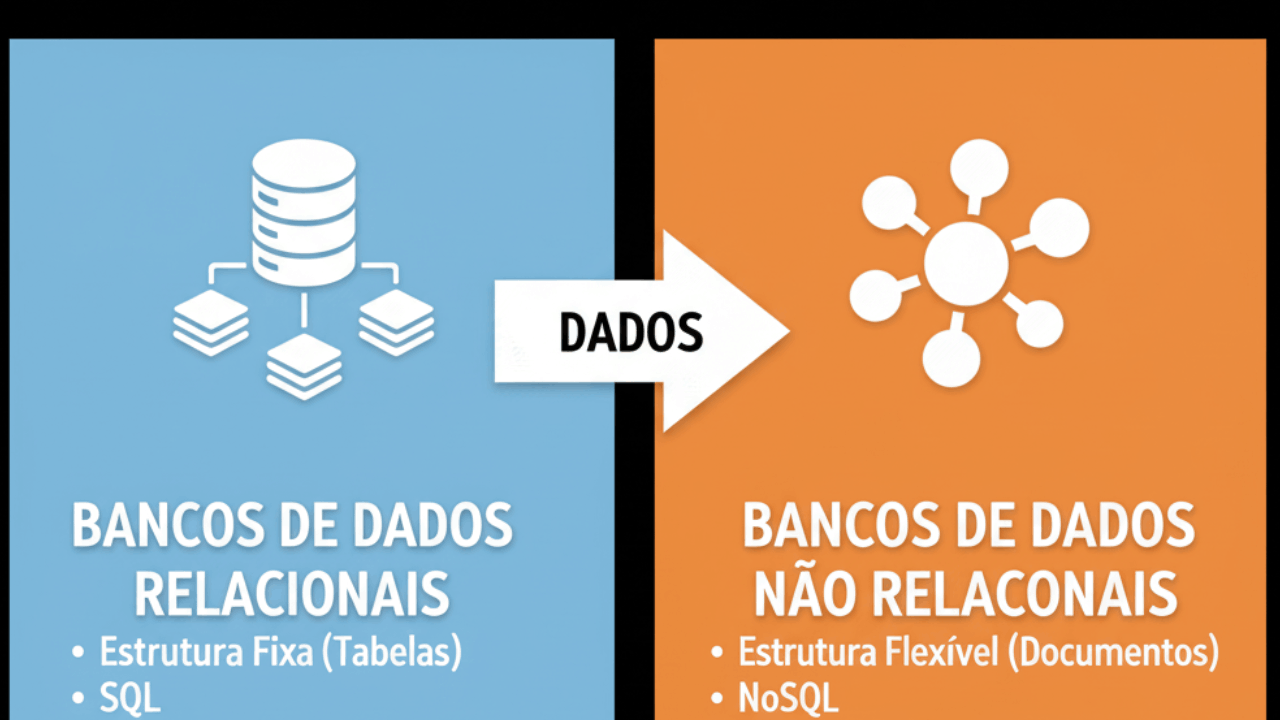 DADOS
BANCOS DE DADOS
RELACIONAIS
• Estrutura Fixa (Tabelas)
• SQL
BANCOS DE DADOS
NÃO RELACONAIS
• Estrutura Flexível (Documentos)
• NoSQL